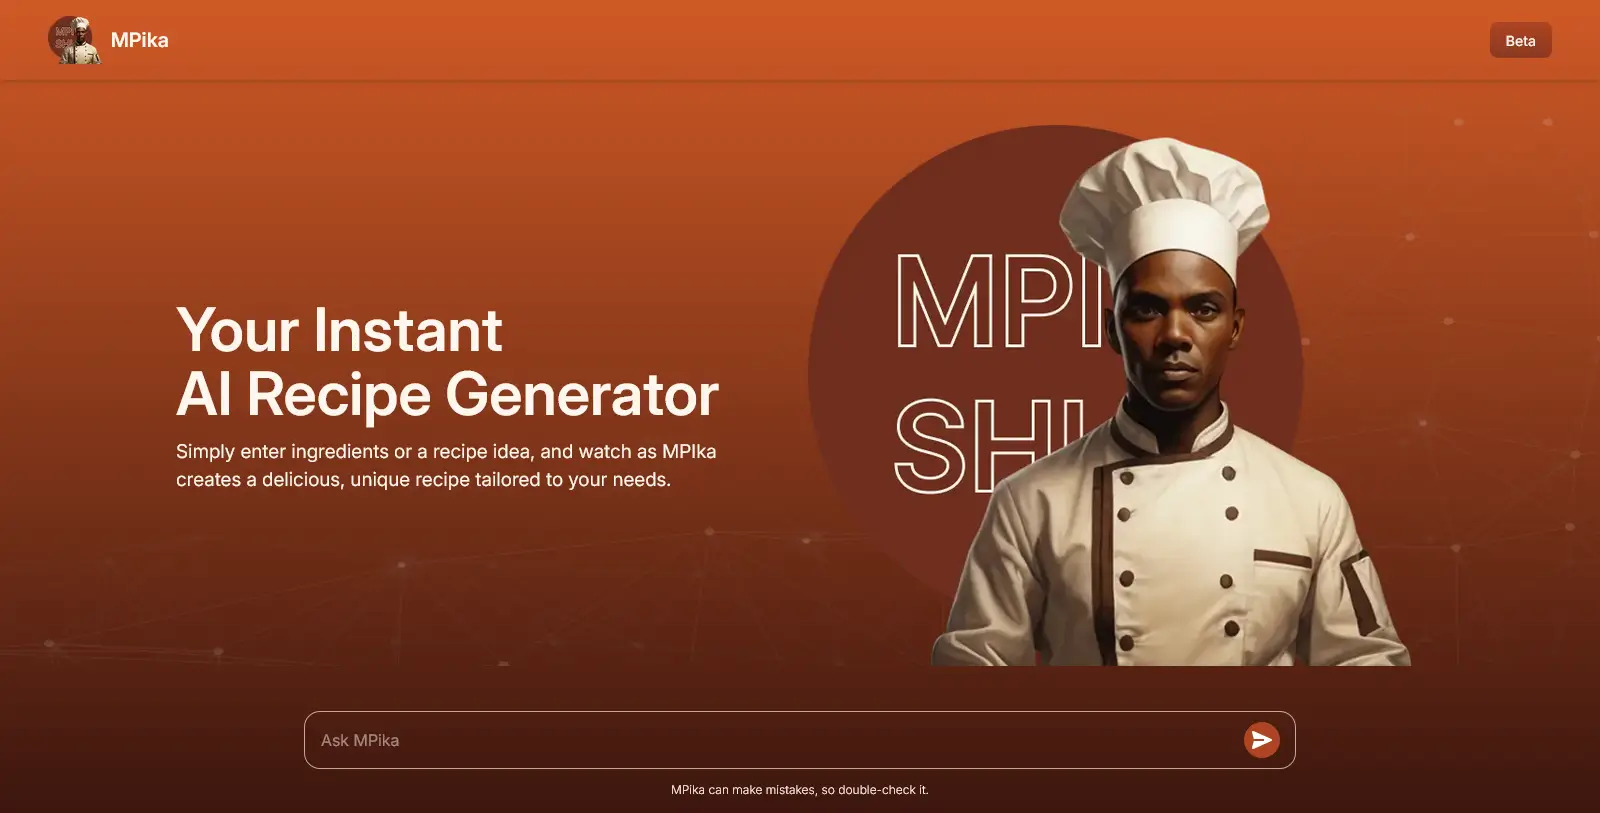 MPika
Beta
Your Instant
AI Recipe Generator
Simply enter ingredients or a recipe idea, and watch as MPIka
creates a delicious, unique recipe tailored to your needs.
MPI
SHI
Ask MPika
MPika can make mistakes, so double-check it.